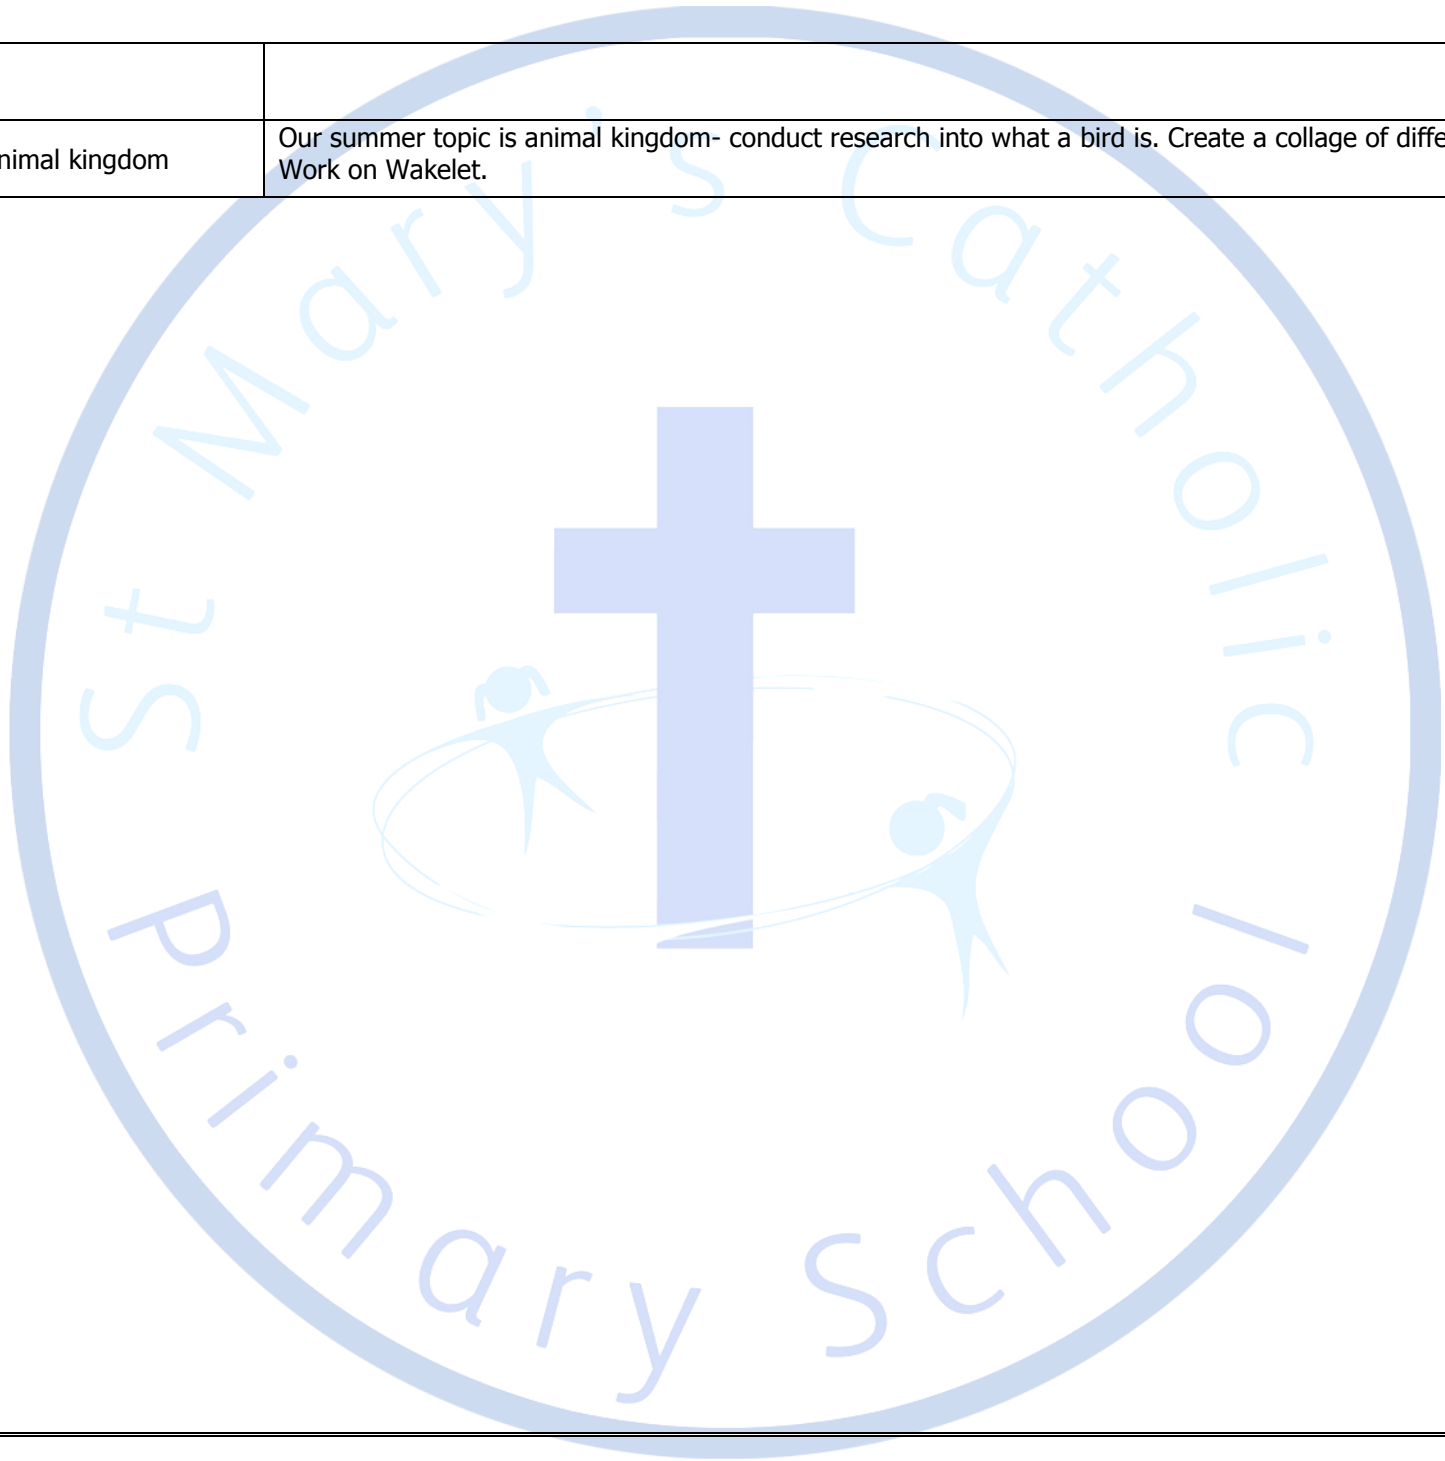 nimal kingdom
Our summer topic is animal kingdom- conduct research into what a bird is. Create a collage of diffe
Work on Wakelet.
St Mary's Catholic
Primary School